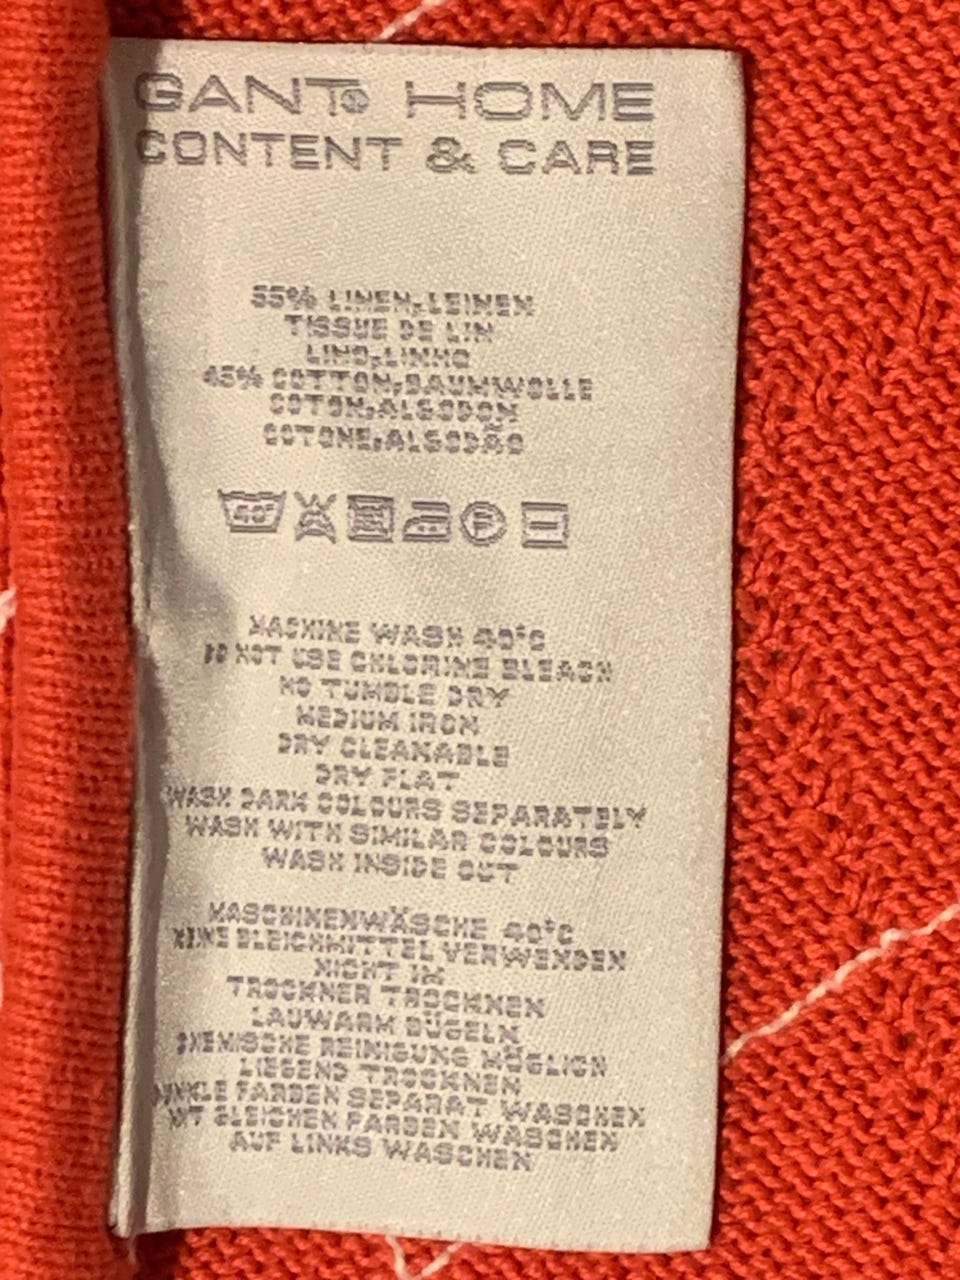 GANT® HOME
CONTENT & CARE
55% LINEN,LEINEN
TISSUE DE LIN
LINO,LINHO
45% COTTON,BAUMWOLLE
COTON,ALGODON
COTONE,ALGODÃO
40°
P
MACHINE WASH 40°C
DO NOT USE CHLORINE BLEACH
NO TUMBLE DRY
MEDIUM IRON
DRY CLEANABLE
DRY FLAT
WASH DARK COLOURS SEPARATELY
WASH WITH SIMILAR COLOURS
WASH INSIDE OUT
MASCHINENWÄSCHE 40°C
KEINE BLEICHMITTEL VERWENDEN
NICHT IM
TROCKNER TROCKNEN
LAUWARM BÜGELN
CHEMISCHE REINIGUNG MÖGLICH
LIEGEND TROCKNEN
DUNKLE FARBEN SEPARAT WASCHEN
MIT GLEICHEN FARBEN WASCHEN
AUF LINKS WASCHEN